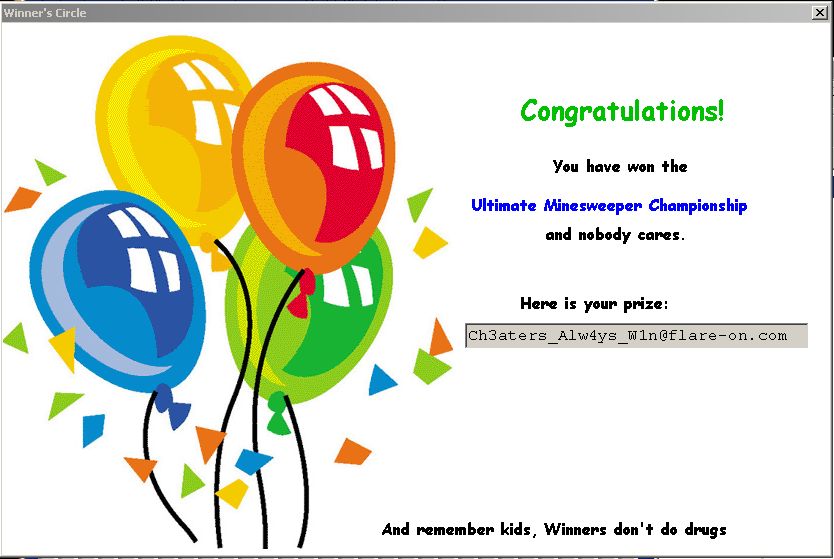 Winner's Circle
Congratulations!
You have won the
Ultimate Minesweeper Championship
and nobody cares.
Here is your prize:
Ch3aters_Alw4ys_W1n@flare-on.com
And remember kids, Winners don't do drugs